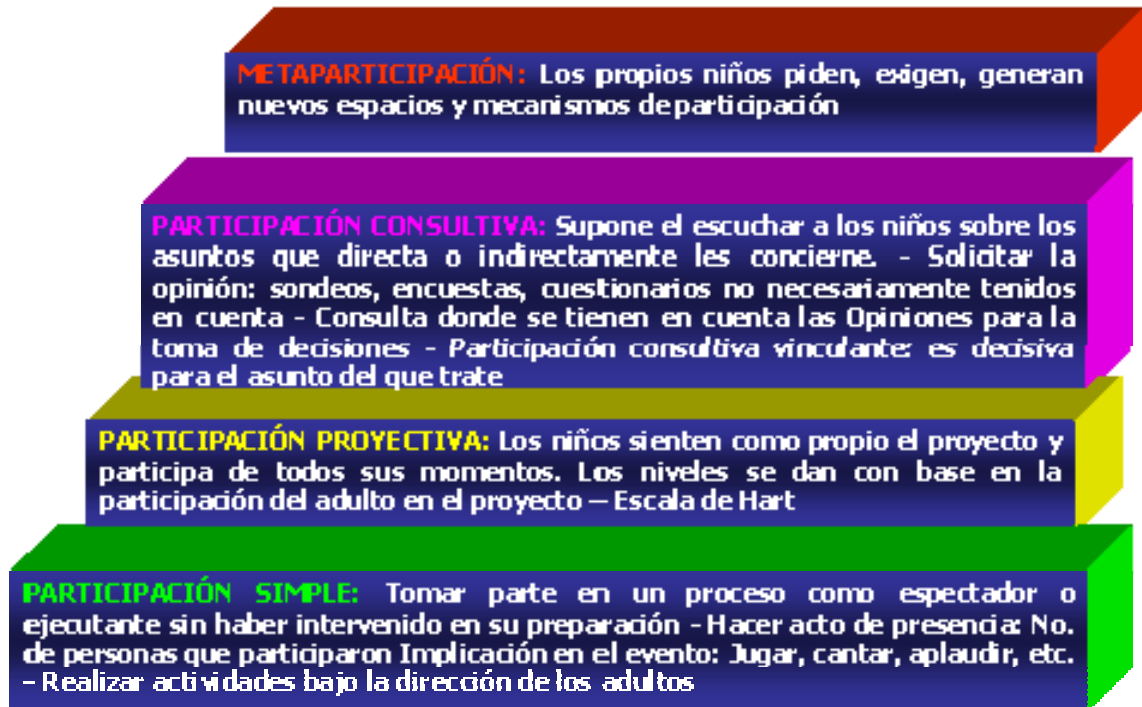 METAPARTICIPACIÓN: Los propios niños piden, exigen, generan
nuevos espacios y mecanismos de participación
PARTICIPACIÓN CONSULTIVA: Supone el escuchar a los niños sobre los
asuntos que directa o indirectamente les concierne. - Solicitar la
opinión: sondeos, encuestas, cuestionarios no necesariamente tenidos
en cuenta - Consulta donde se tienen en cuenta las Opiniones para la
toma de decisiones - Participación consultiva vinculante: es decisiva
para el asunto del que trate
PARTICIPACIÓN PROYECTIVA: Los niños sienten como propio el proyecto y
participa de todos sus momentos. Los niveles se dan con base en la
participación del adulto en el proyecto – Escala de Hart
PARTICIPACIÓN SIMPLE: Tomar parte en un proceso como espectador o
ejecutante sin haber intervenido en su preparación - Hacer acto de presencia: No.
de personas que participaron Implicación en el evento: Jugar, cantar, aplaudir, etc.
– Realizar actividades bajo la dirección de los adultos